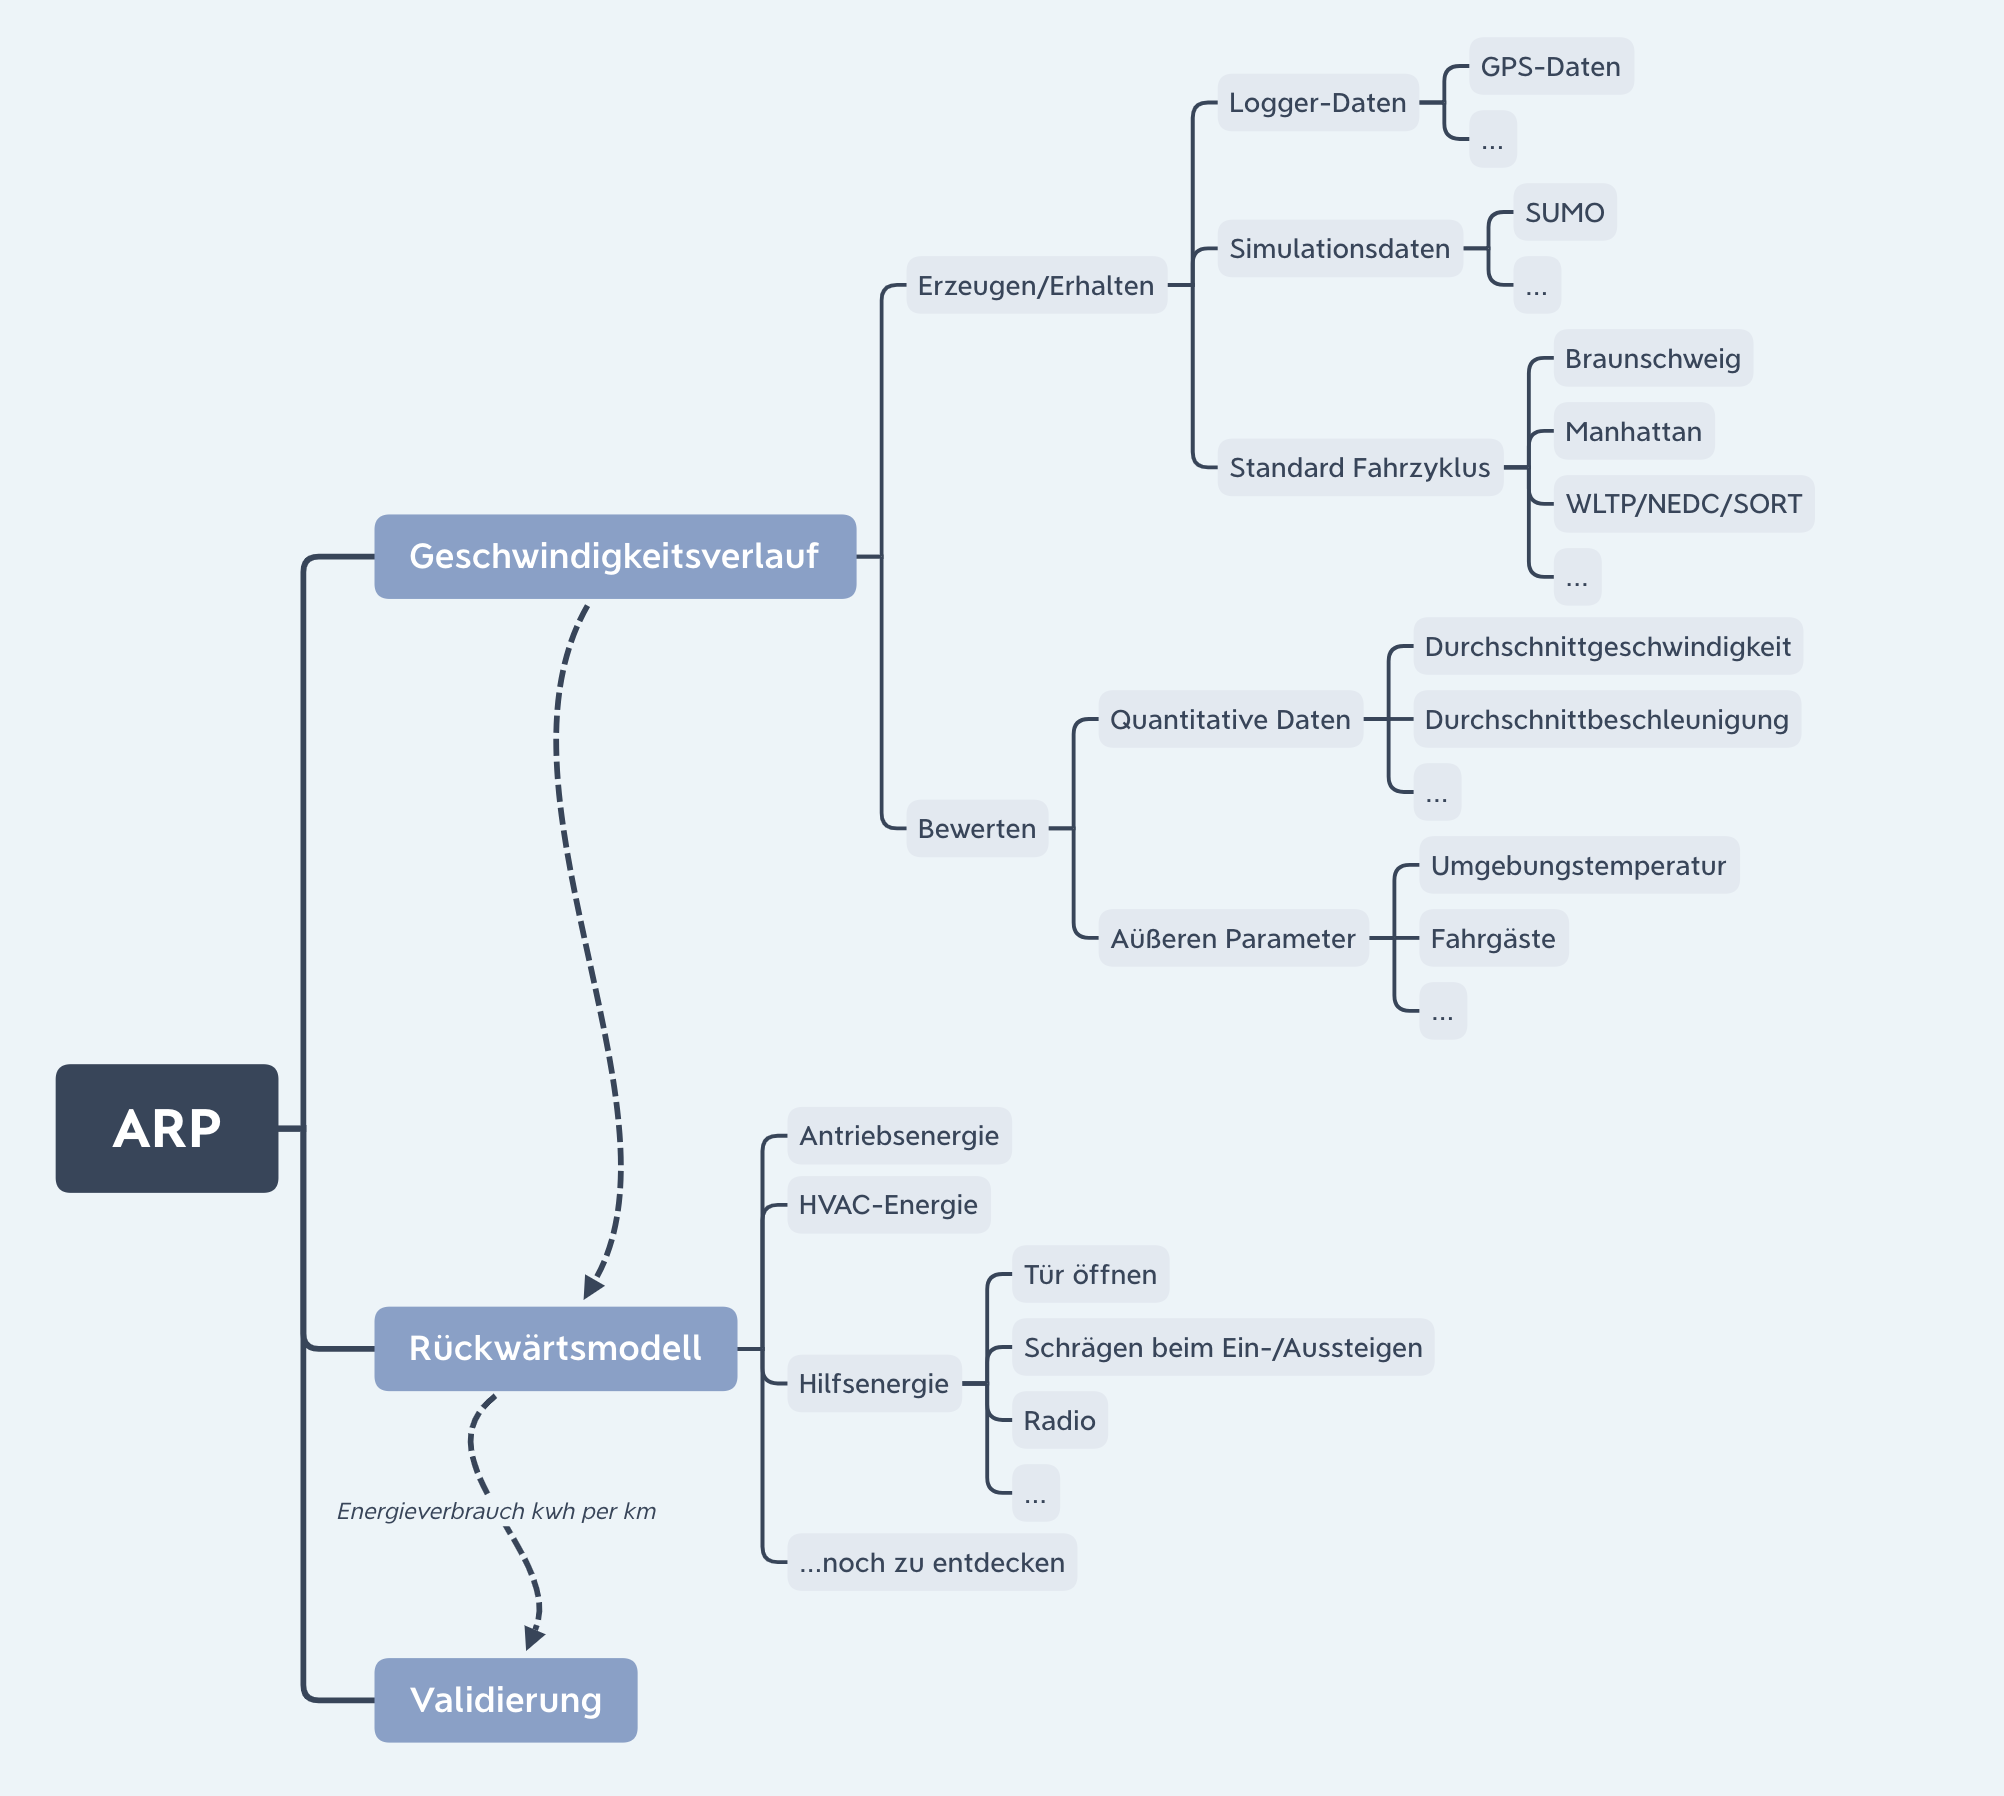 ARP
Geschwindigkeitsverlauf
Erzeugen/Erhalten
Logger-Daten
GPS-Daten
...
Simulationsdaten
SUMO
...
Standard Fahrzyklus
Braunschweig
Manhattan
WLTP/NEDC/SORT
...
Bewerten
Quantitative Daten
Durchschnittgeschwindigkeit
Durchschnittbeschleunigung
...
Aüßeren Parameter
Umgebungstemperatur
Fahrgäste
...
Rückwärtsmodell
Antriebsenergie
HVAC-Energie
Hilfsenergie
Tür öffnen
Schrägen beim Ein-/Aussteigen
Radio
...
...noch zu entdecken
Energieverbrauch kwh per km
Validierung